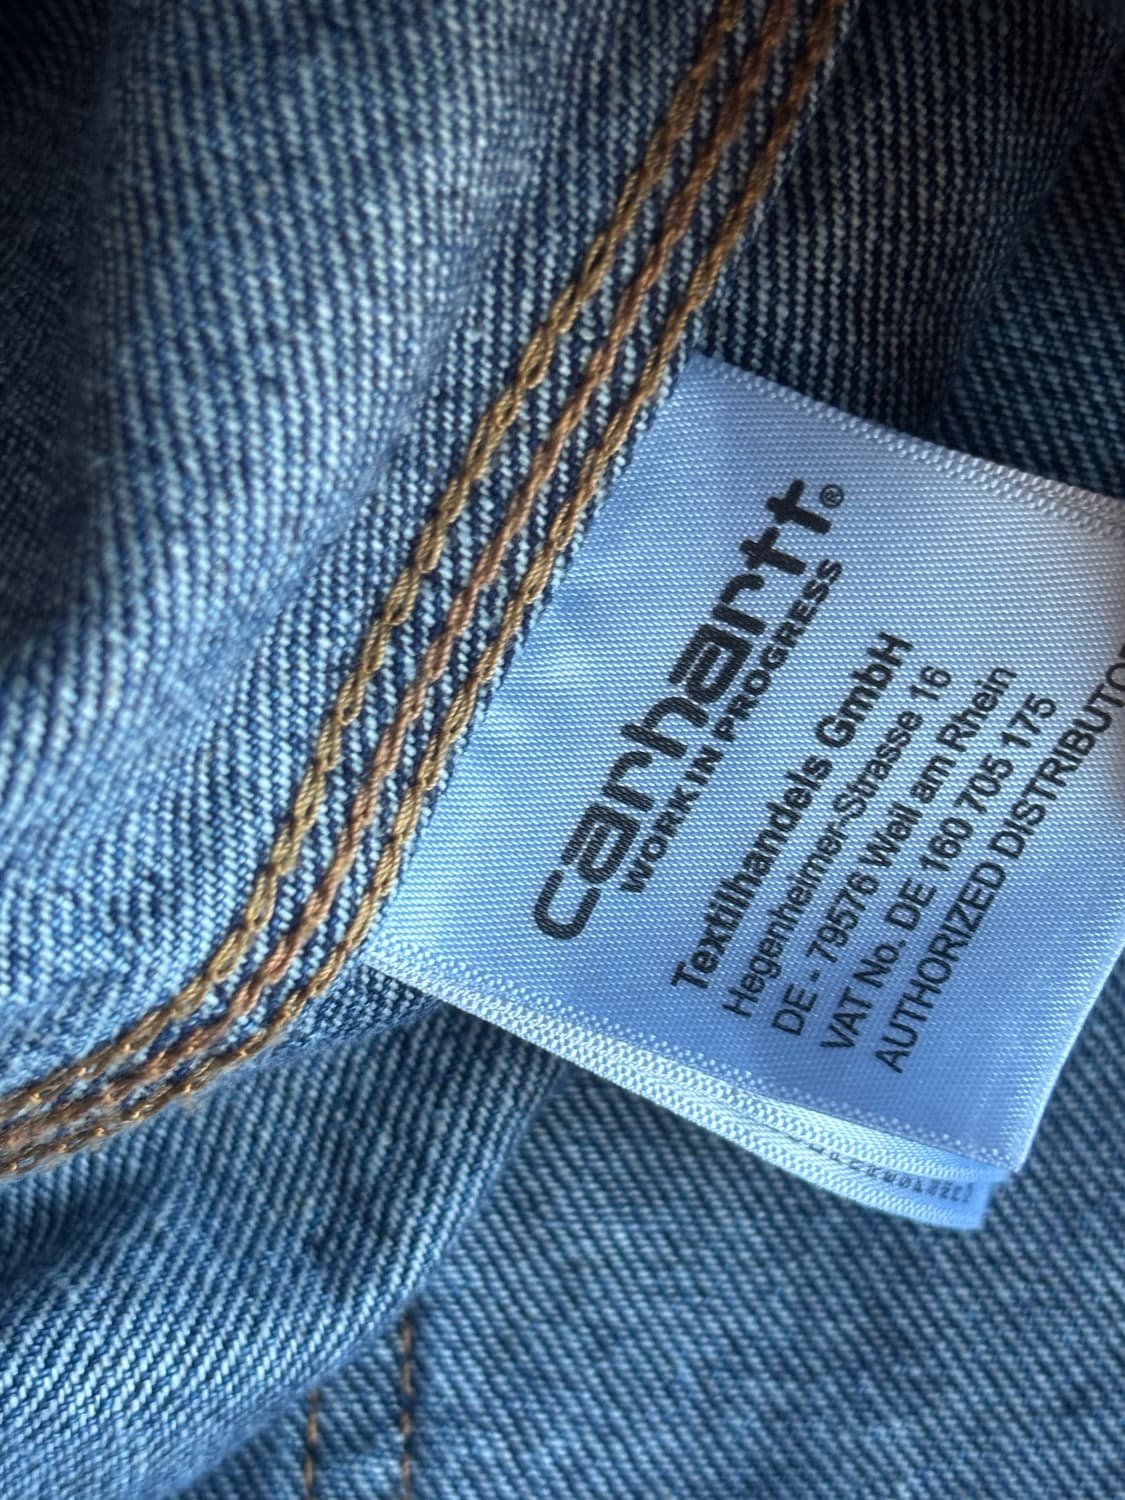 carhartt®
WORK IN PROGRESS
Textilhandels GmbH
Hegenheimer-Strasse 16
DE - 79576 Weil am Rhein
VAT No. DE 160 705 175
AUTHORIZED DISTRIBUTOR